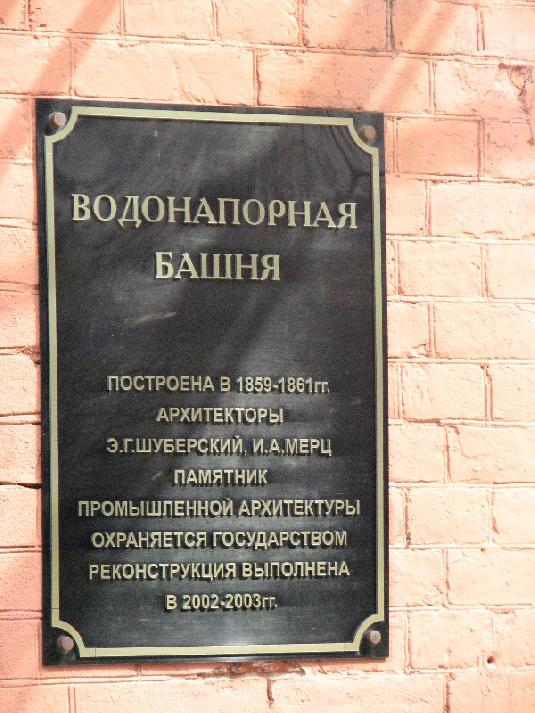 ВОДОНАПОРНАЯ
БАШНЯ
ПОСТРОЕНА В 1859-1861гг.
АРХИТЕКТОРЫ
Э.Г.ШУБЕРСКИЙ, И.А.МЕРЦ
ПАМЯТНИК
ПРОМЫШЛЕННОЙ АРХИТЕКТУРЫ
ОХРАНЯЕТСЯ ГОСУДАРСТВОМ
РЕКОНСТРУКЦИЯ ВЫПОЛНЕНА
В 2002-2003гг.